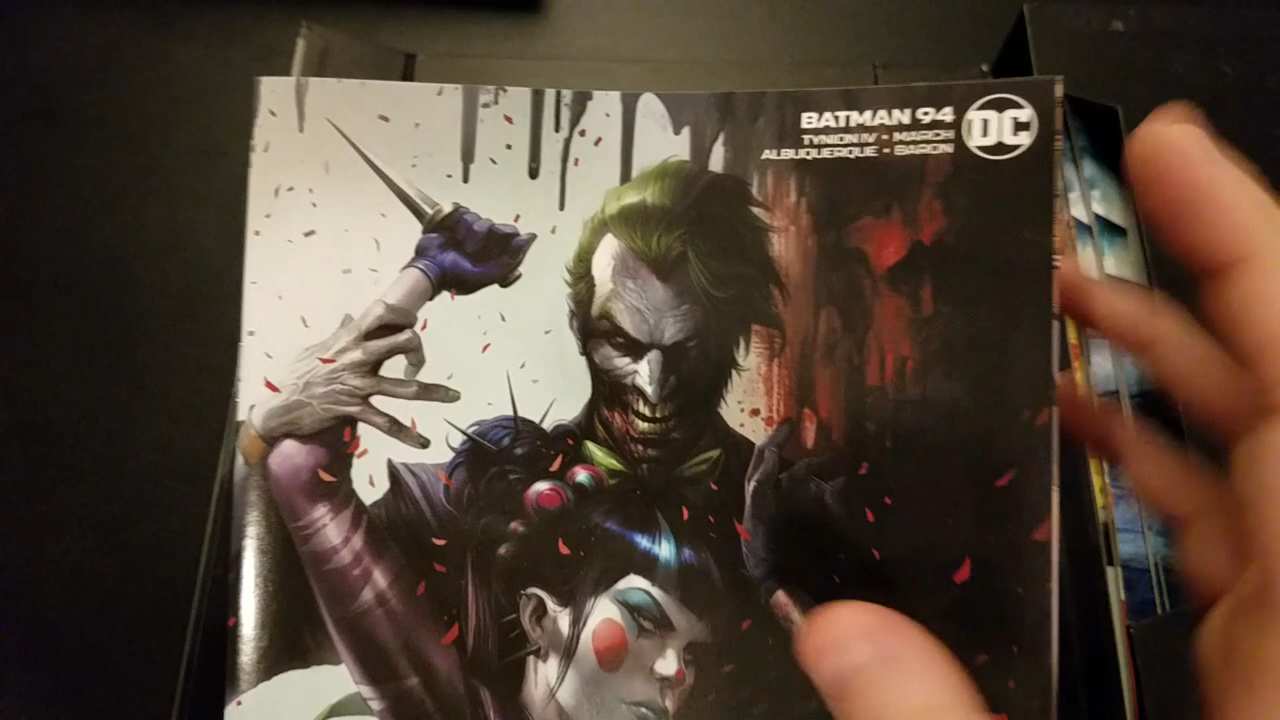 BATMAN 94
TYNION IV • MARCH
ALBUQUERQUE • BARON
DC